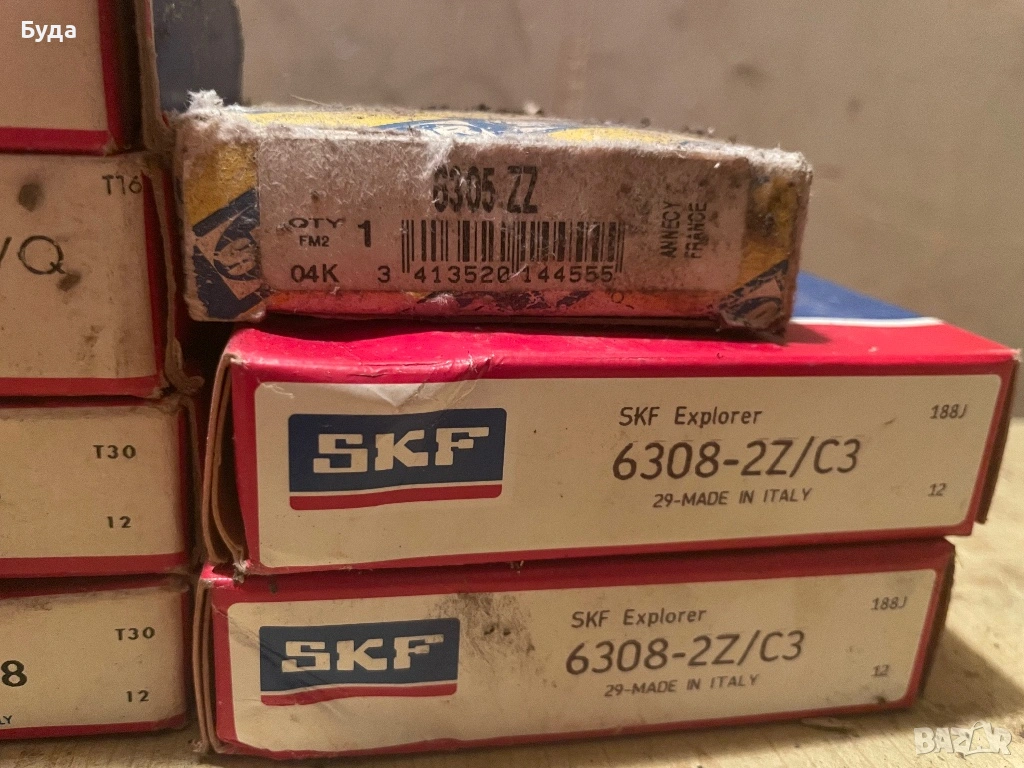 Буда
T16
/Q
T30
12
T30
12
8
LY
6305 ZZ
QTY 1
FM2
04K
3 413520 144555
ANNECY
FRANCE
SKF
SKF Explorer
6308-2Z/C3
29-MADE IN ITALY
188J
12
SKF
SKF Explorer
6308-2Z/C3
29-MADE IN ITALY
188J
12
BAZAR